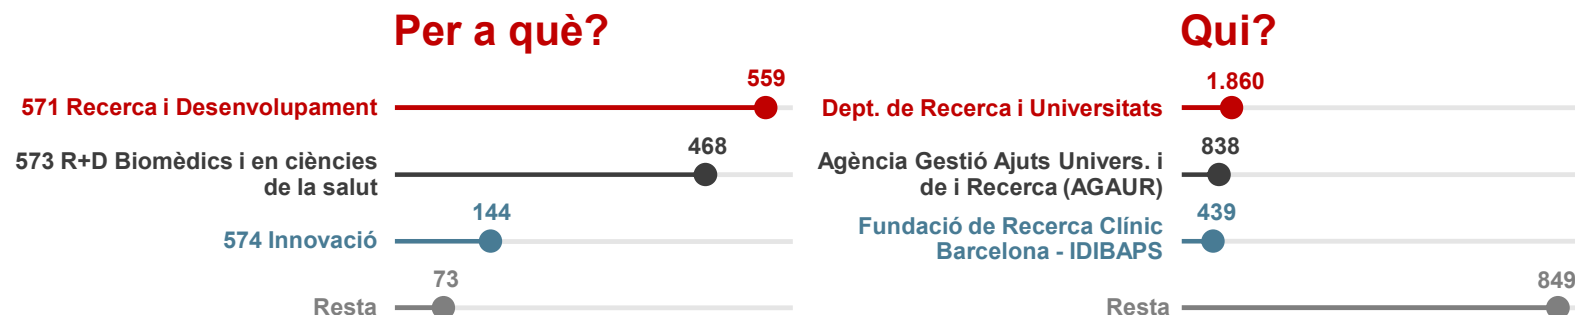 Per a què?
559
571 Recerca i Desenvolupament
468
573 R+D Biomèdics i en ciències
de la salut
144
574 Innovació
73
Resta
Qui?
1.860
Dept. de Recerca i Universitats
838
Agència Gestió Ajuts Univers. i
de i Recerca (AGAUR)
439
Fundació de Recerca Clínic
Barcelona - IDIBAPS
849
Resta